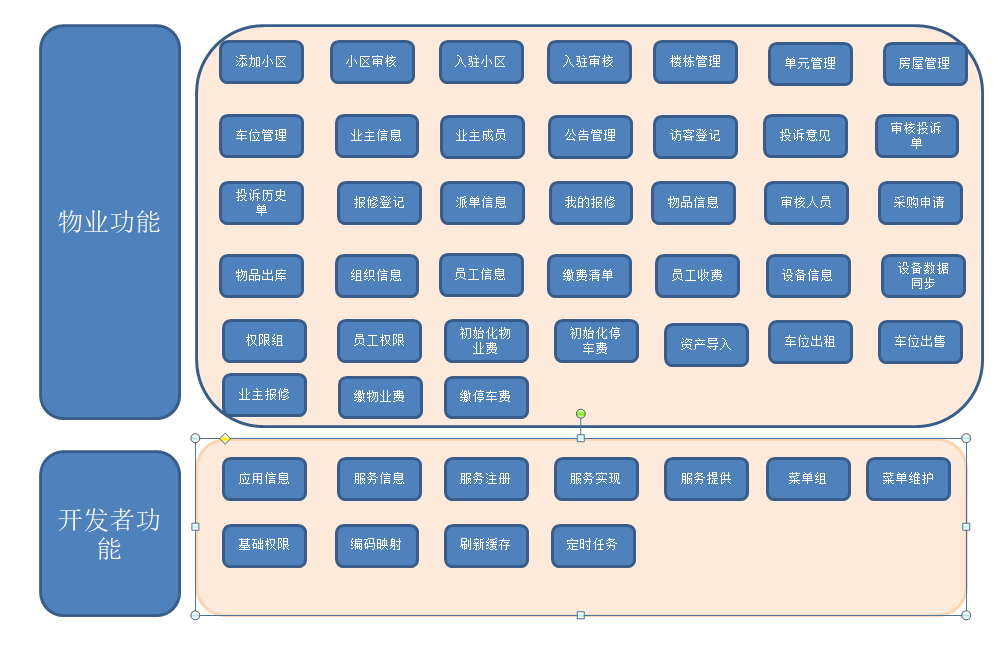 物业功能
添加小区
小区审核
入驻小区
入驻审核
楼栋管理
单元管理
房屋管理
车位管理
业主信息
业主成员
公告管理
访客登记
投诉意见
审核投诉
单
投诉历史
单
报修登记
派单信息
我的报修
物品信息
审核人员
采购申请
物品出库
组织信息
员工信息
缴费清单
员工收费
设备信息
设备数据
同步
权限组
员工权限
初始化物
业费
初始化停
车费
资产导入
车位出租
车位出售
业主报修
缴物业费
缴停车费
开发者功
能
应用信息
服务信息
服务注册
服务实现
服务提供
菜单组
菜单维护
基础权限
编码映射
刷新缓存
定时任务